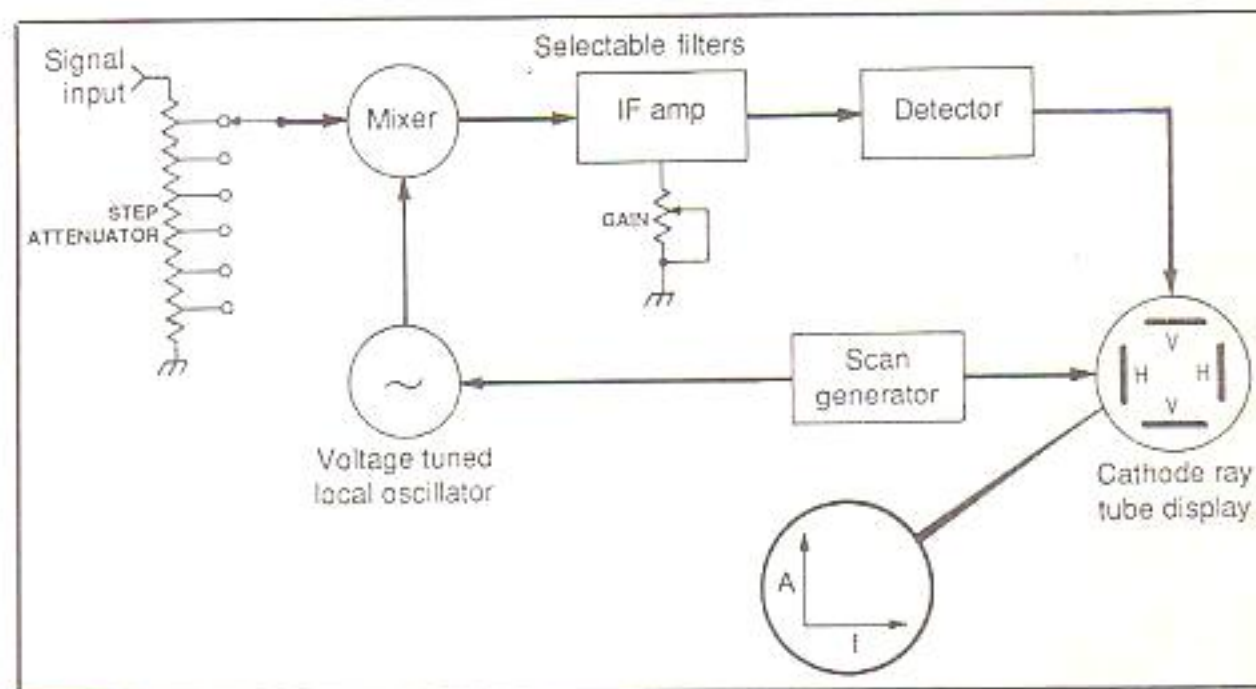 Signal
input
STEP
ATTENUATOR
Mixer
Selectable filters
IF amp
GAIN
Detector
Voltage tuned
local oscillator
Scan
generator
V
H H
V
Cathode ray
tube display
A
f